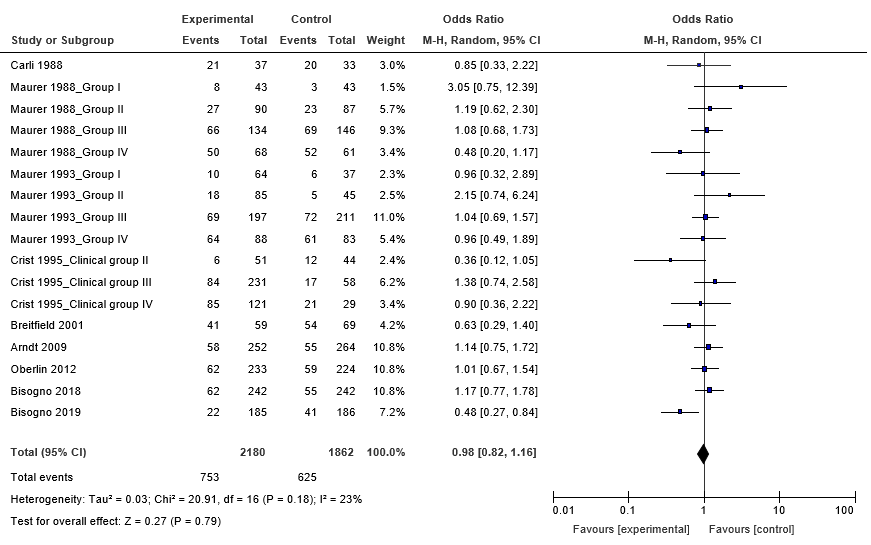 Experimental Control Odds Ratio Odds Ratio
Study or Subgroup Events Total Events Total Weight M-H, Random, 95% CI M-H, Random, 95% CI
Carli 1988 21 37 20 33 3.0% 0.85 [0.33, 2.22]
Maurer 1988_Group I 8 43 3 43 1.5% 3.05 [0.75, 12.39]
Maurer 1988_Group II 27 90 23 87 5.7% 1.19 [0.62, 2.30]
Maurer 1988_Group III 66 134 69 146 9.3% 1.08 [0.68, 1.73]
Maurer 1988_Group IV 50 68 52 61 3.4% 0.48 [0.20, 1.17]
Maurer 1993_Group I 10 64 6 37 2.3% 0.96 [0.32, 2.89]
Maurer 1993_Group II 18 85 5 45 2.5% 2.15 [0.74, 6.24]
Maurer 1993_Group III 69 197 72 211 11.0% 1.04 [0.69, 1.57]
Maurer 1993_Group IV 64 88 61 83 5.4% 0.96 [0.49, 1.89]
Crist 1995_Clinical group II 6 51 12 44 2.4% 0.36 [0.12, 1.05]
Crist 1995_Clinical group III 84 231 17 58 6.2% 1.38 [0.74, 2.58]
Crist 1995_Clinical group IV 85 121 21 29 3.4% 0.90 [0.36, 2.22]
Breitfield 2001 41 59 54 69 4.2% 0.63 [0.29, 1.40]
Arndt 2009 58 252 55 264 10.8% 1.14 [0.75, 1.72]
Oberlin 2012 62 233 59 224 10.8% 1.01 [0.67, 1.54]
Bisogno 2018 62 242 55 242 10.8% 1.17 [0.77, 1.78]
Bisogno 2019 22 185 41 186 7.2% 0.48 [0.27, 0.84]
Total (95% CI) 2180 1862 100.0% 0.98 [0.82, 1.16]
Total events 753 625
Heterogeneity: Tau² = 0.03; Chi² = 20.91, df = 16 (P = 0.18); I² = 23%
Test for overall effect: Z = 0.27 (P = 0.79)
0.01 0.1 1 10 100
Favours [experimental] Favours [control]